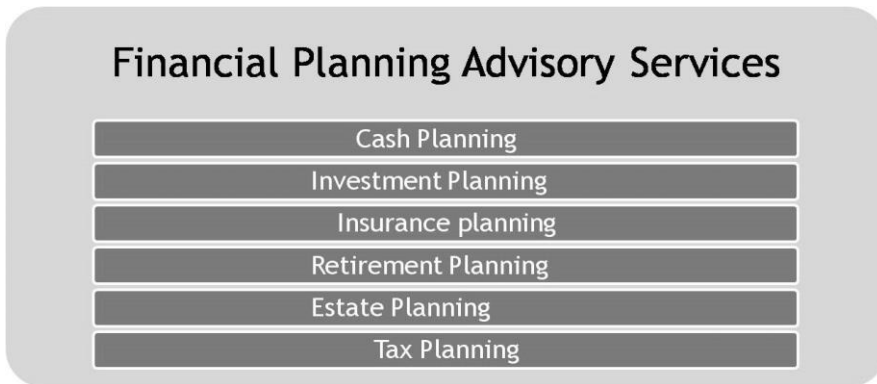 Financial Planning Advisory Services
Cash Planning
Investment Planning
Insurance planning
Retirement Planning
Estate Planning
Tax Planning